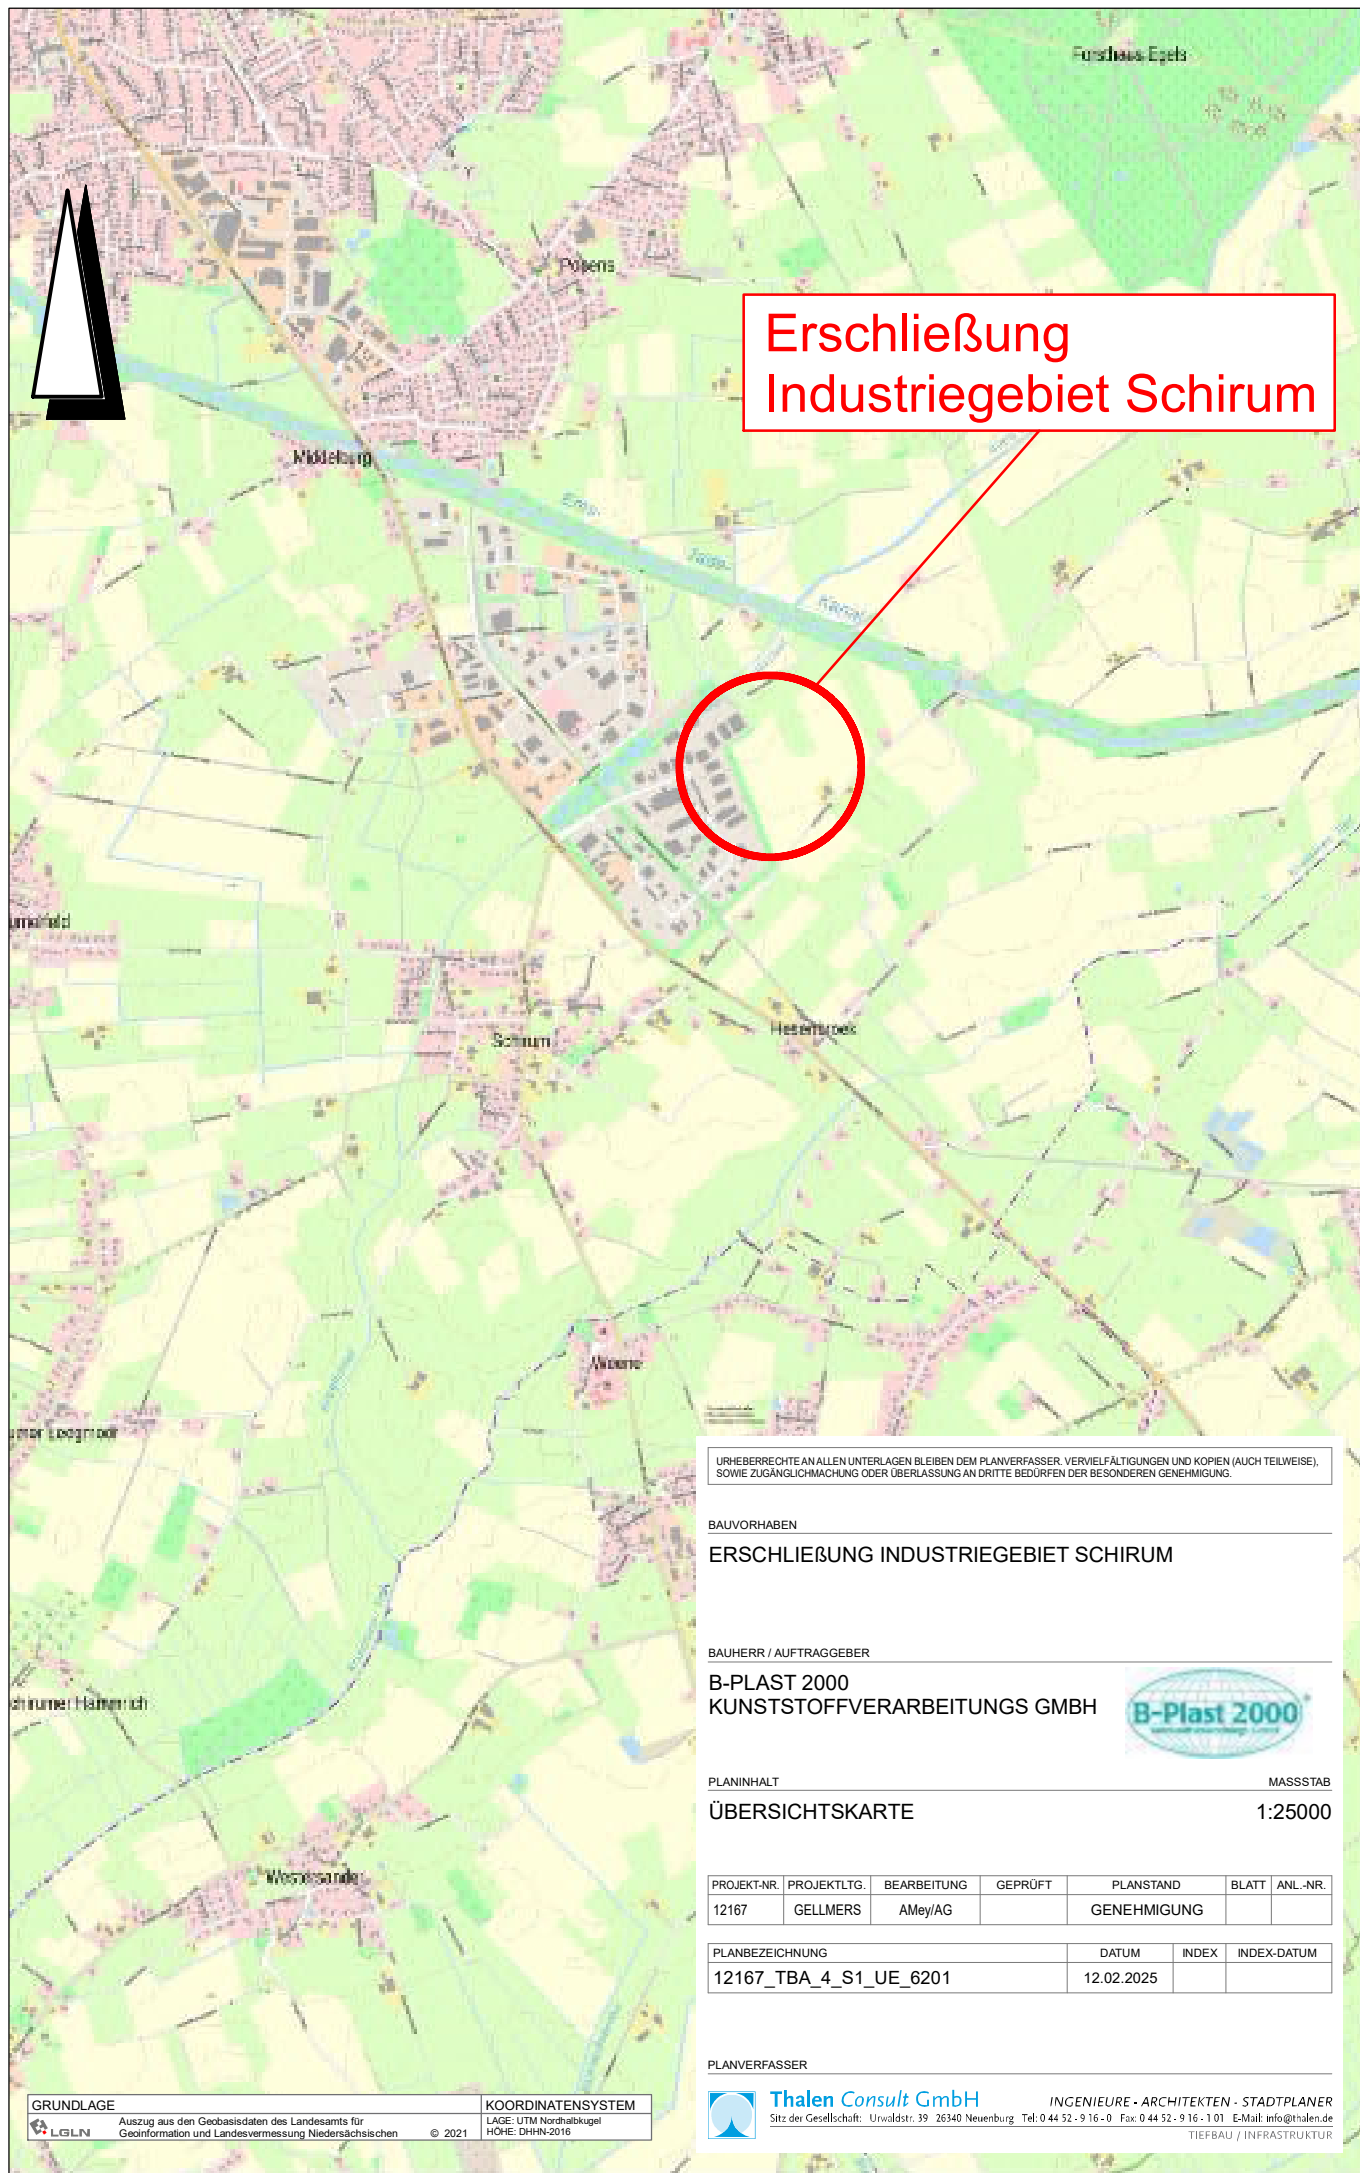 Forsthaus Egels
Popens
Erschließung
Industriegebiet Schirum
Middelburg
Ems-
Jade-
Kanal
Schirum
Westersander
URHEBERRECHTE AN ALLEN UNTERLAGEN BLEIBEN DEM PLANVERFASSER. VERVIELFÄLTIGUNGEN UND KOPIEN (AUCH TEILWEISE),
SOWIE ZUGÄNGLICHMACHUNG ODER ÜBERLASSUNG AN DRITTE BEDÜRFEN DER BESONDEREN GENEHMIGUNG.
BAUVORHABEN
ERSCHLIEßUNG INDUSTRIEGEBIET SCHIRUM
BAUHERR / AUFTRAGGEBER
B-PLAST 2000
KUNSTSTOFFVERARBEITUNGS GMBH
B-Plast 2000
PLANINHALT MASSSTAB
ÜBERSICHTSKARTE 1:25000
PROJEKT-NR. PROJEKTLTG. BEARBEITUNG GEPRÜFT PLANSTAND BLATT ANL.-NR.
12167 GELLMERS AMey/AG GENEHMIGUNG
PLANBEZEICHNUNG DATUM INDEX INDEX-DATUM
12167_TBA_4_S1_UE_6201 12.02.2025
PLANVERFASSER
Thalen Consult GmbH INGENIEURE - ARCHITEKTEN - STADTPLANER
Sitz der Gesellschaft: Urwaldstr. 39 26340 Neuenburg Tel: 0 44 52 - 9 16 - 0 Fax: 0 44 52 - 9 16 - 1 01 E-Mail: info@thalen.de
TIEFBAU / INFRASTRUKTUR
GRUNDLAGE KOORDINATENSYSTEM
LGLN
Auszug aus den Geobasisdaten des Landesamts für
Geoinformation und Landesvermessung Niedersächsischen © 2021
LAGE: UTM Nordhalbkugel
HÖHE: DHHN-2016